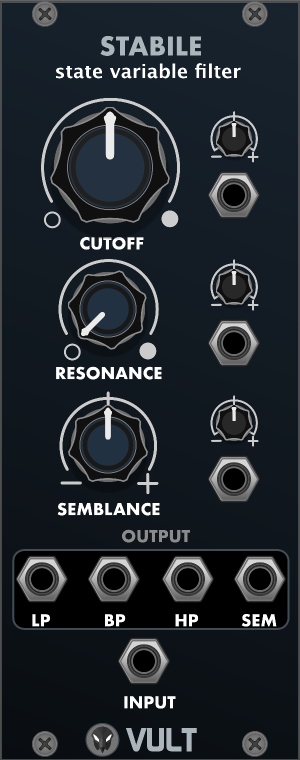 STABILE
state variable filter
CUTOFF
- +
RESONANCE
- +
SEMBLANCE
- +
- +
OUTPUT
LP BP HP SEM
INPUT
VULT